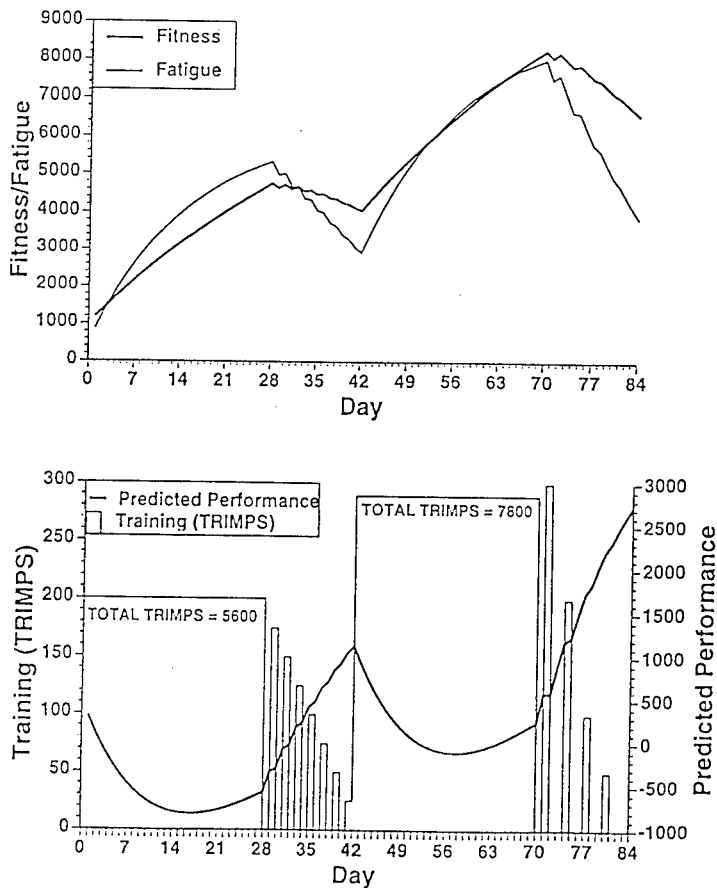 9000
8000
7000
6000
5000
4000
3000
2000
1000
0
Fitness/Fatigue
Fitness
Fatigue
0 7 14 21 28 35 42 49 56 63 70 77 84
Day
300
250
200
150
100
50
0
Training (TRIMPS)
Predicted Performance
Training (TRIMPS)
TOTAL TRIMPS = 5600
TOTAL TRIMPS = 7800
3000
2500
2000
1500
1000
500
0
-500
-1000
Predicted Performance
0 7 14 21 28 35 42 49 56 63 70 77 84
Day